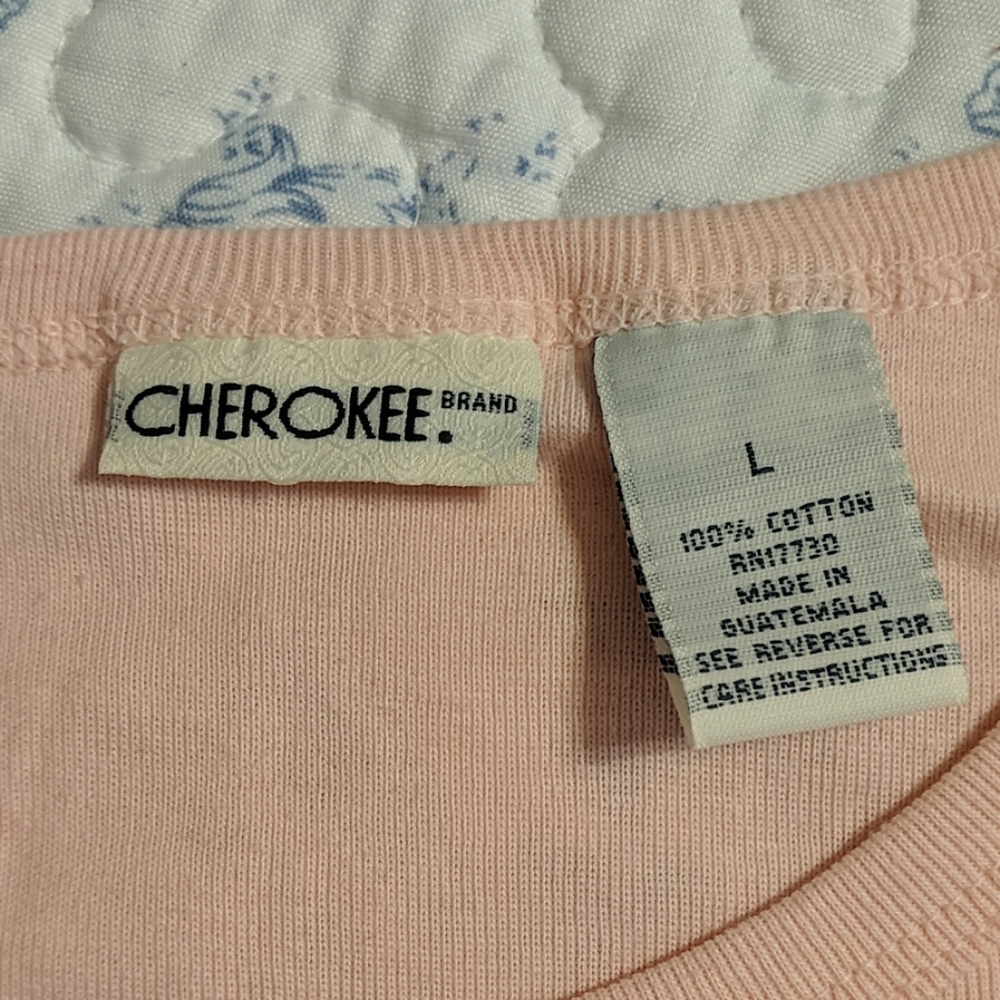 CHEROKEE. BRAND
L
100% COTTON
RN17730
MADE IN
GUATEMALA
SEE REVERSE FOR
CARE INSTRUCTIONS